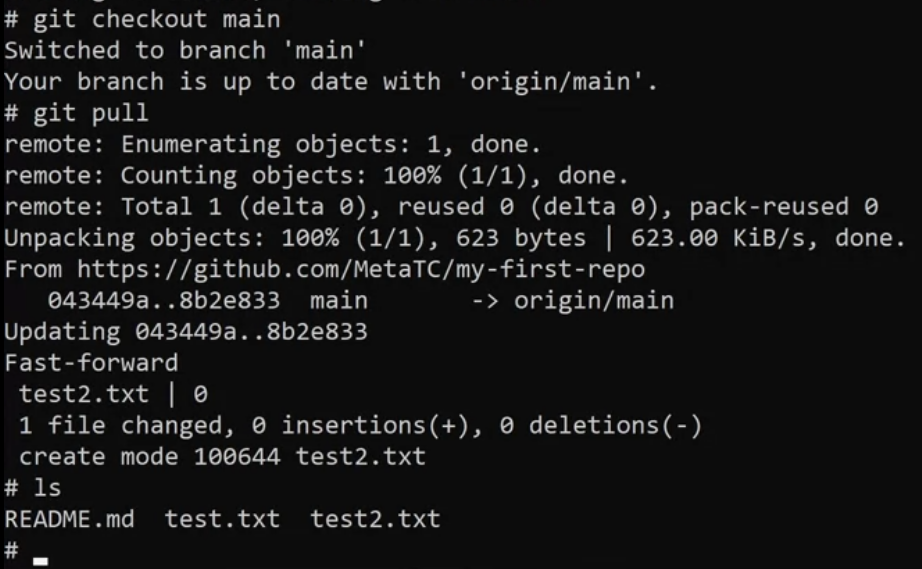 # git checkout main
Switched to branch 'main'
Your branch is up to date with 'origin/main'.
# git pull
remote: Enumerating objects: 1, done.
remote: Counting objects: 100% (1/1), done.
remote: Total 1 (delta 0), reused 0 (delta 0), pack-reused 0
Unpacking objects: 100% (1/1), 623 bytes | 623.00 KiB/s, done.
From https://github.com/MetaTC/my-first-repo
   043449a..8b2e833  main       -> origin/main
Updating 043449a..8b2e833
Fast-forward
 test2.txt | 0
 1 file changed, 0 insertions(+), 0 deletions(-)
 create mode 100644 test2.txt
# ls
README.md  test.txt  test2.txt
#